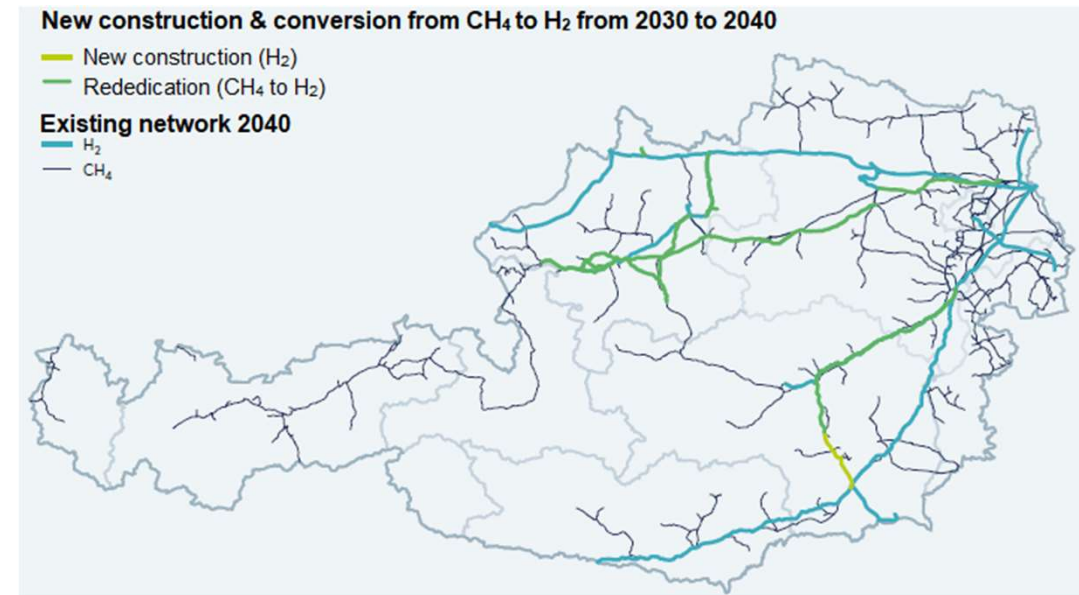 New construction & conversion from CH₄ to H₂ from 2030 to 2040
New construction (H₂)
Rededication (CH₄ to H₂)
Existing network 2040
H₂
CH₄